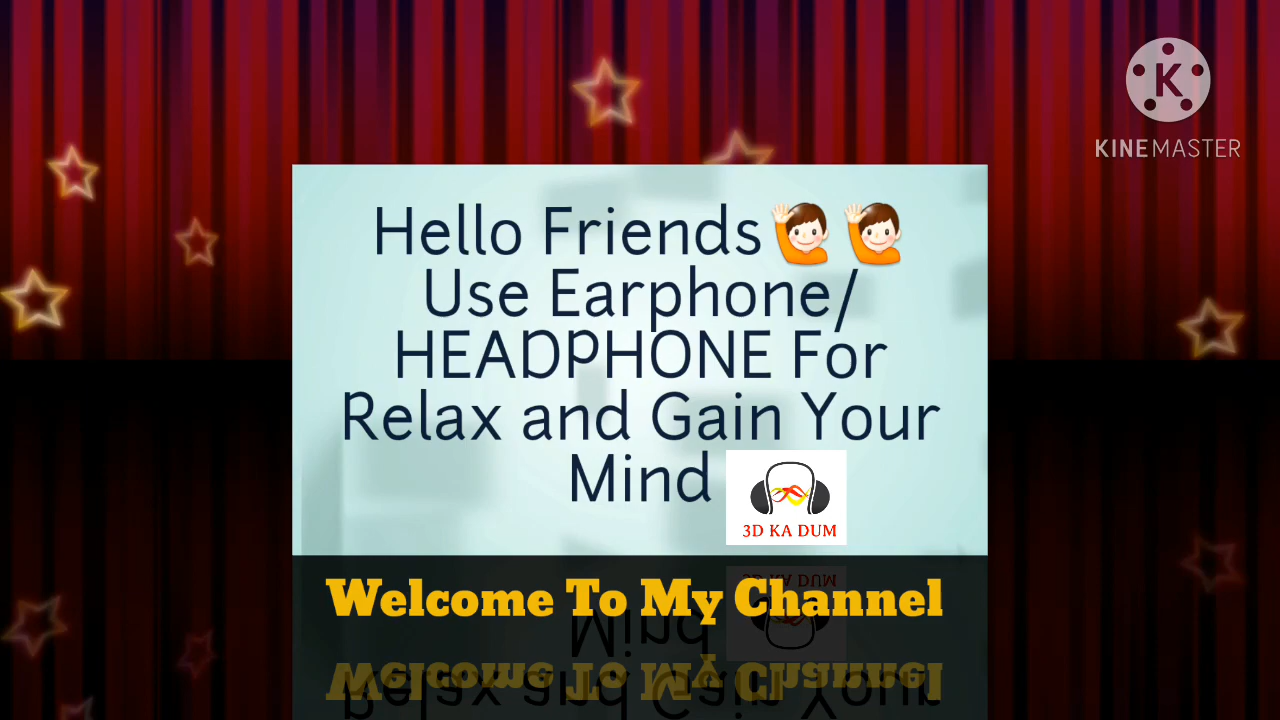 K
KINEMASTER
Hello Friends🙋🙋
Use Earphone/
HEADPHONE For
Relax and Gain Your
Mind
3D KA DUM
Welcome To My Channel